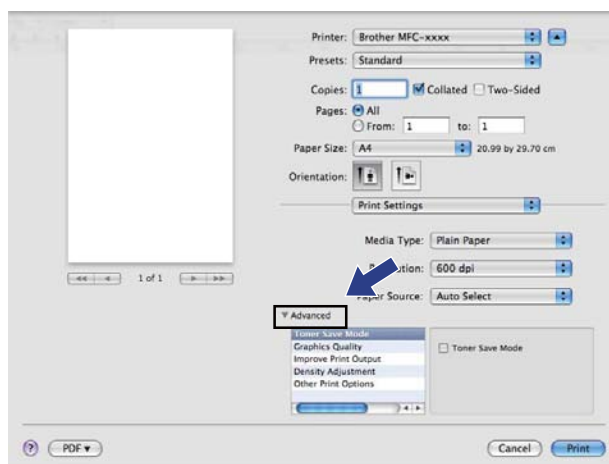 Printer: Brother MFC-xxxx
Presets: Standard
Copies: 1 Collated Two-Sided
Pages: All
From: 1 to: 1
Paper Size: A4 20.99 by 29.70 cm
Orientation:
Print Settings
Media Type: Plain Paper
600 dpi
Paper Source: Auto Select
1 of 1
Advanced
Toner Save Mode
Graphics Quality
Improve Print Output
Density Adjustment
Other Print Options
Toner Save Mode
? PDF Cancel Print